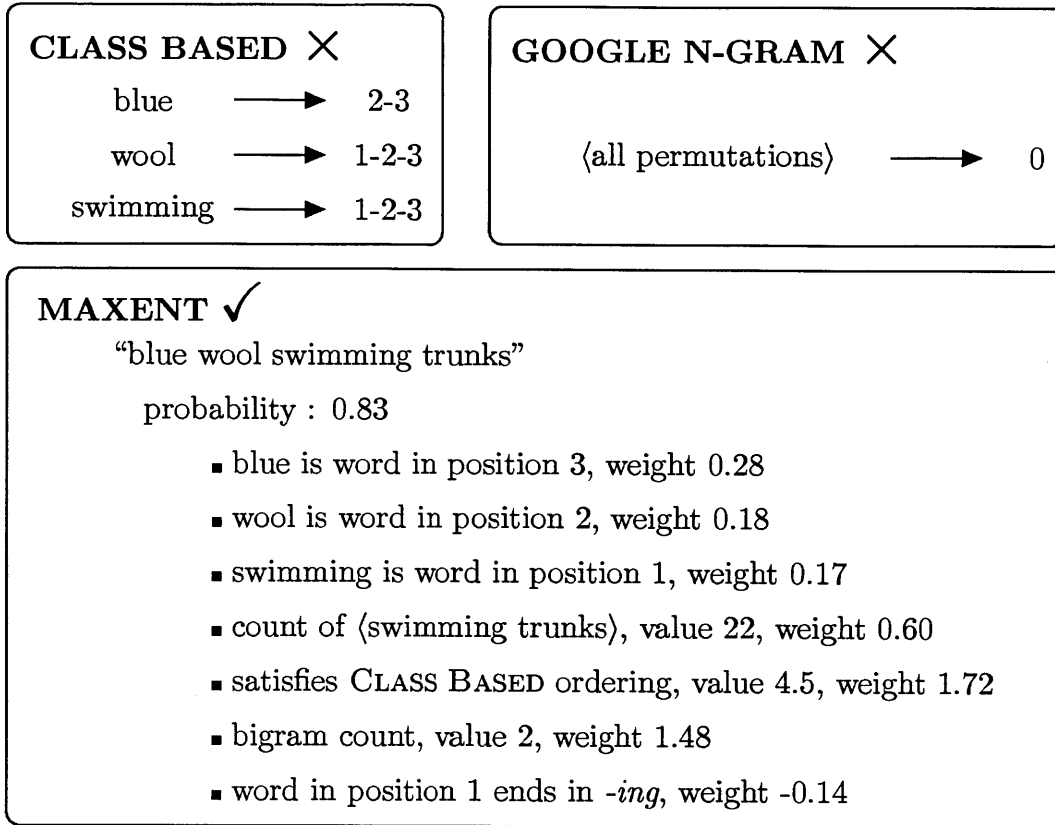 CLASS BASED ✕
blue ⟶ 2-3
wool ⟶ 1-2-3
swimming ⟶ 1-2-3
GOOGLE N-GRAM ✕
⟨all permutations⟩ ⟶ 0
MAXENT ✓
“blue wool swimming trunks”
probability : 0.83
▪ blue is word in position 3, weight 0.28
▪ wool is word in position 2, weight 0.18
▪ swimming is word in position 1, weight 0.17
▪ count of ⟨swimming trunks⟩, value 22, weight 0.60
▪ satisfies CLASS BASED ordering, value 4.5, weight 1.72
▪ bigram count, value 2, weight 1.48
▪ word in position 1 ends in -ing, weight -0.14